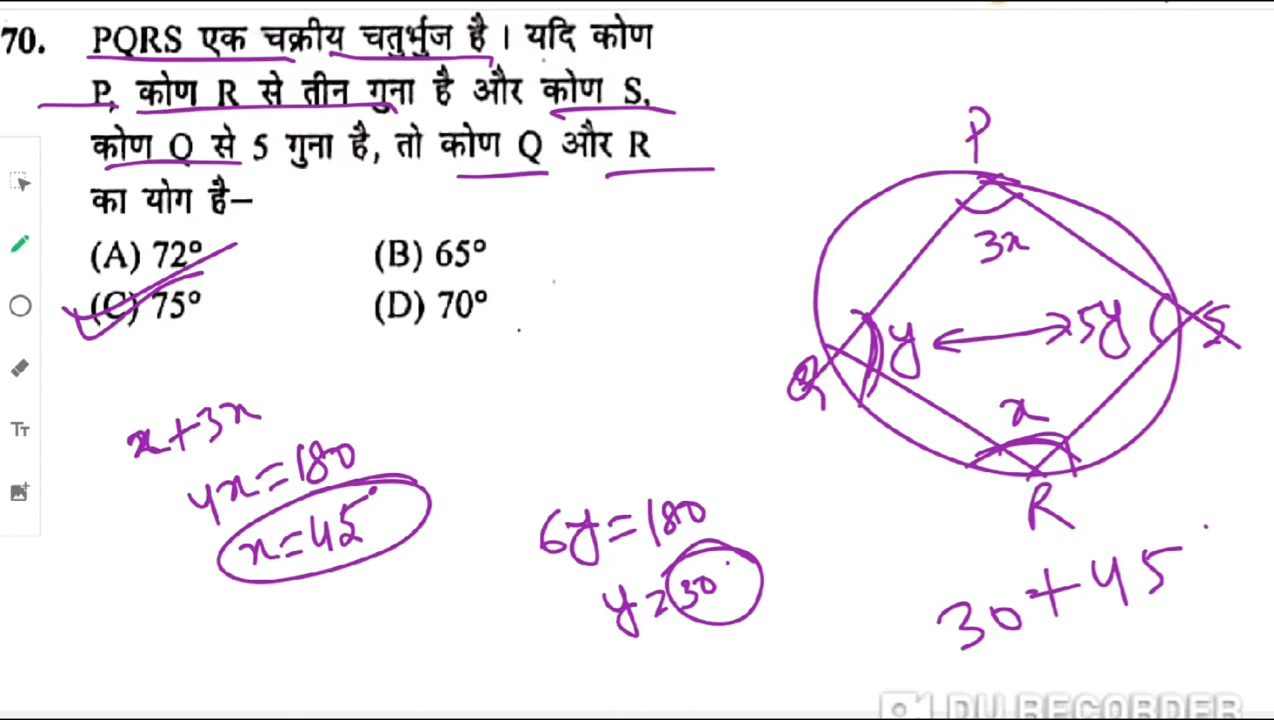 70. PQRS एक चक्रीय चतुर्भुज है। यदि कोण
P, कोण R से तीन गुना है और कोण S,
कोण Q से 5 गुना है, तो कोण Q और R
का योग है–
(A) 72° (B) 65°
(C) 75° (D) 70°
P
3x
y 5y
Q S
x
R
x+3x
4x=180
x=45°
6y=180
y=30°
30+45
TT
DU RECORDER